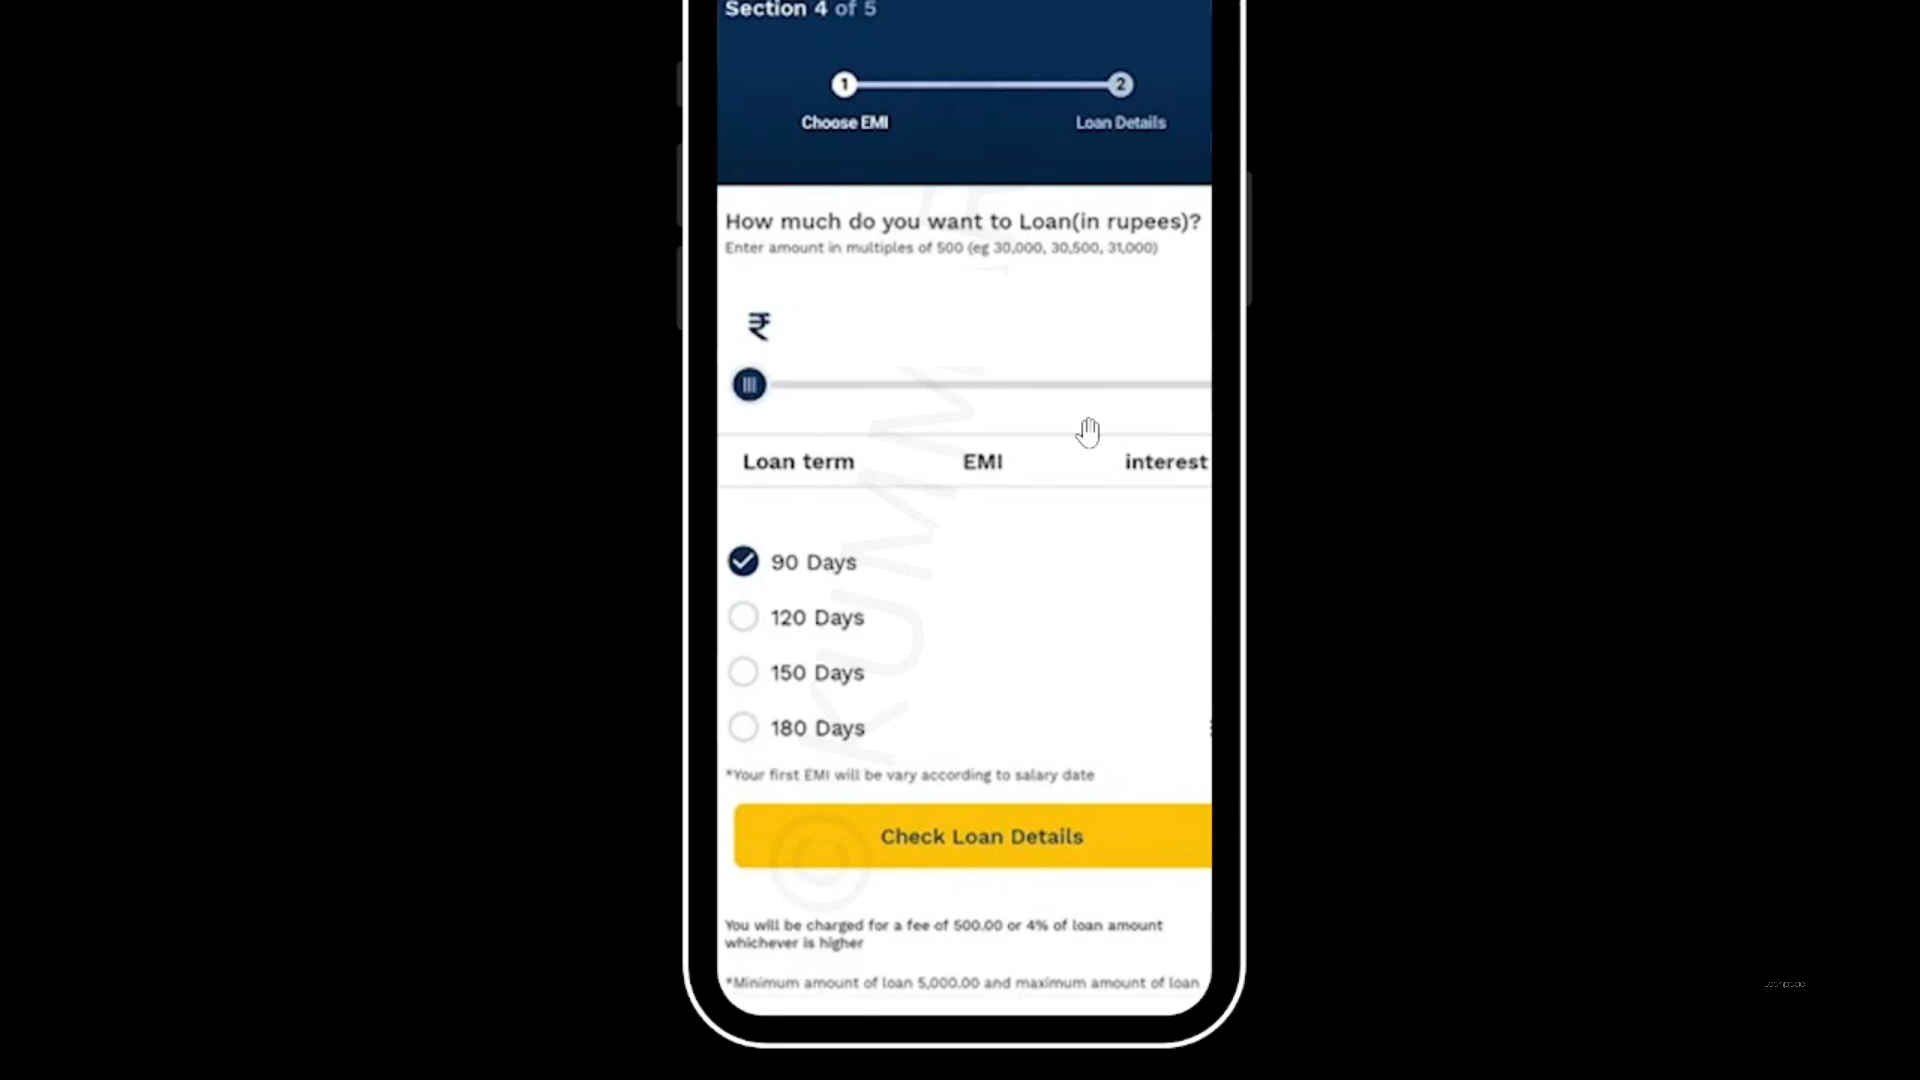 Section 4 of 5
1 2
Choose EMI Loan Details
How much do you want to Loan(in rupees)?
Enter amount in multiples of 500 (eg 30,000, 30,500, 31,000)
₹
Loan term EMI interest
90 Days
120 Days
150 Days
180 Days
*Your first EMI will be vary according to salary date
Check Loan Details
You will be charged for a fee of 500.00 or 4% of loan amount
whichever is higher
*Minimum amount of loan 5,000.00 and maximum amount of loan